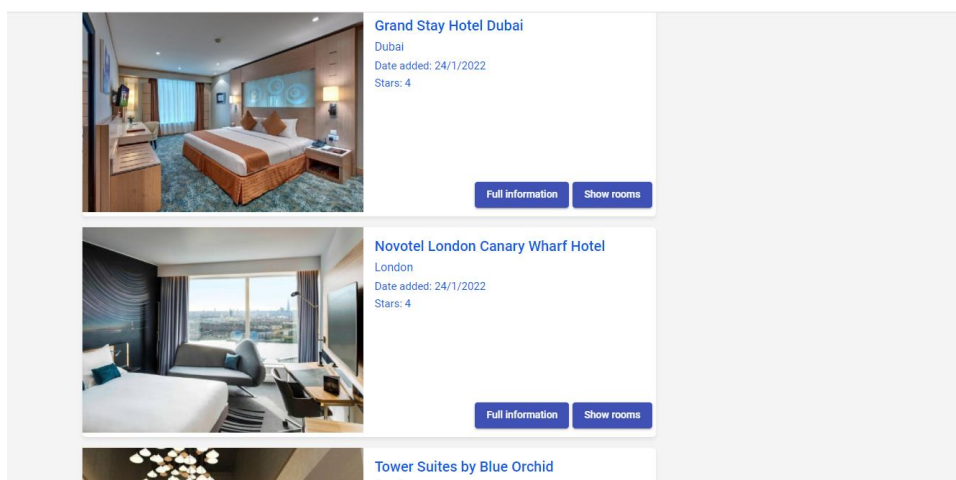 Grand Stay Hotel Dubai
Dubai
Date added: 24/1/2022
Stars: 4
Full information
Show rooms
Novotel London Canary Wharf Hotel
London
Date added: 24/1/2022
Stars: 4
Full information
Show rooms
Tower Suites by Blue Orchid